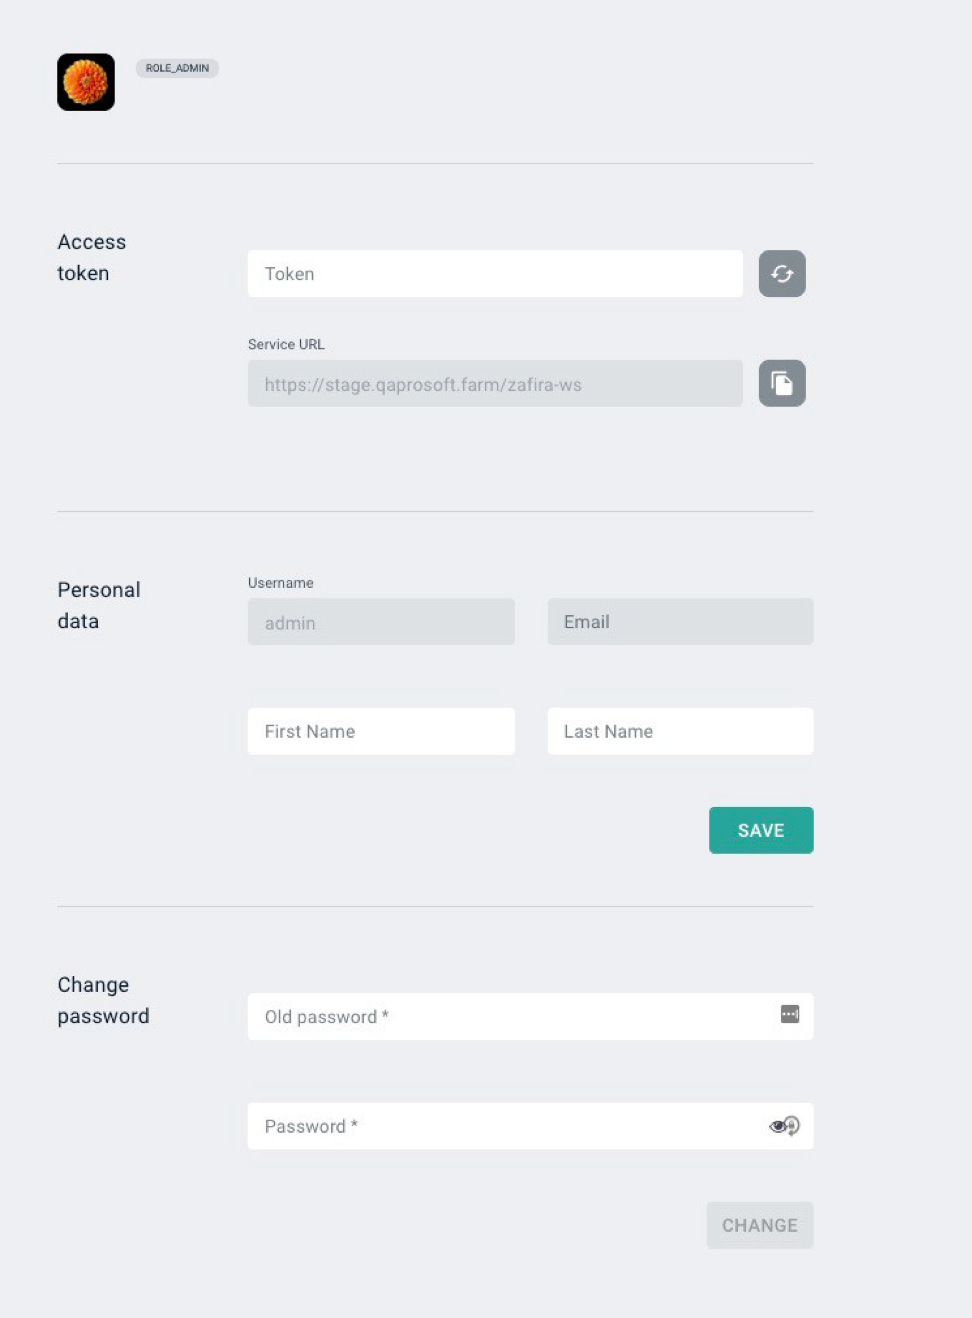 ROLE_ADMIN
Access
token
Token
Service URL
https://stage.qaprosoft.farm/zafira-ws
Personal
data
Username
admin
Email
First Name
Last Name
SAVE
Change
password
Old password *
Password *
CHANGE